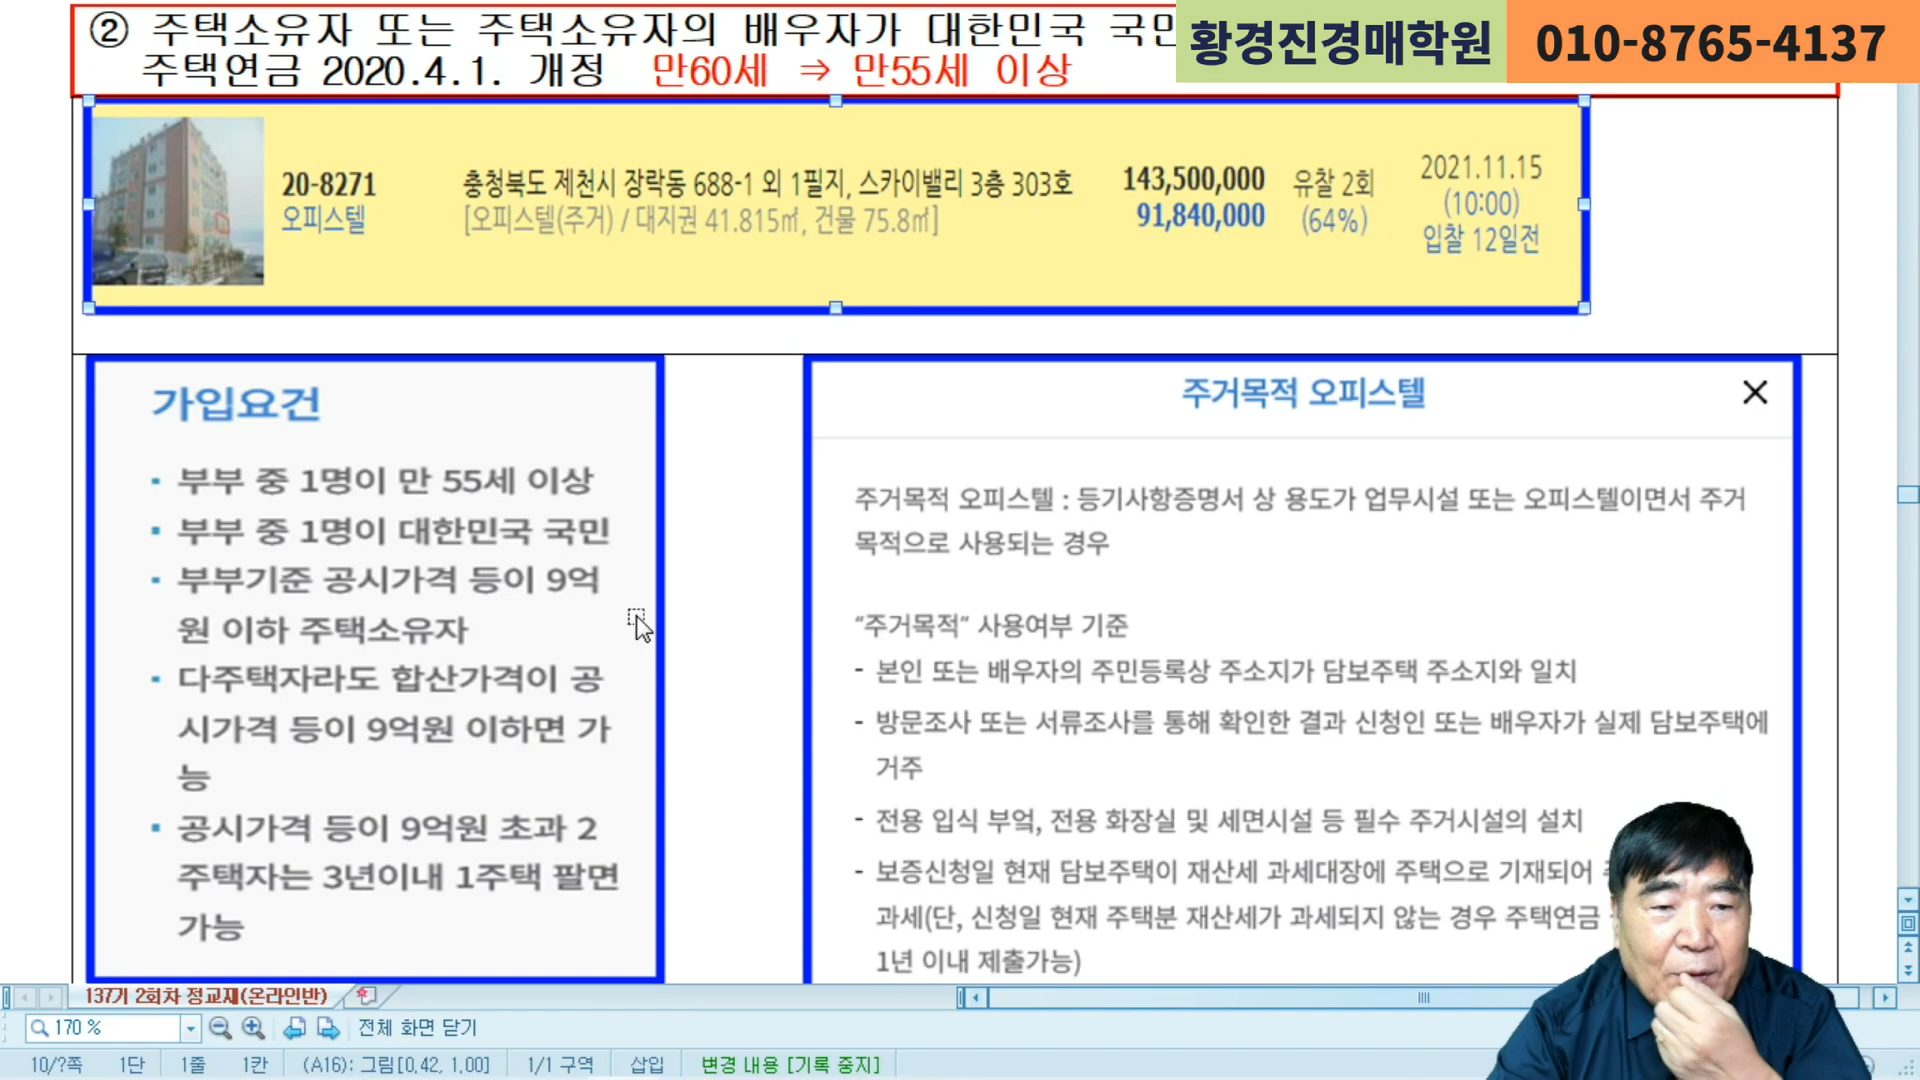 ② 주택소유자 또는 주택소유자의 배우자가 대한민국 국민
황경진경매학원 010-8765-4137
주택연금 2020.4.1. 개정 만60세 ⇒ 만55세 이상
20-8271
오피스텔
충청북도 제천시 장락동 688-1 외 1필지, 스카이밸리 3층 303호
[오피스텔(주거) / 대지권 41.815㎡, 건물 75.8㎡]
143,500,000
91,840,000
유찰 2회
(64%)
2021.11.15
(10:00)
입찰 12일전
가입요건
▪ 부부 중 1명이 만 55세 이상
▪ 부부 중 1명이 대한민국 국민
▪ 부부기준 공시가격 등이 9억
원 이하 주택소유자
▪ 다주택자라도 합산가격이 공
시가격 등이 9억원 이하면 가
능
▪ 공시가격 등이 9억원 초과 2
주택자는 3년이내 1주택 팔면
가능
주거목적 오피스텔
주거목적 오피스텔 : 등기사항증명서 상 용도가 업무시설 또는 오피스텔이면서 주거
목적으로 사용되는 경우
“주거목적” 사용여부 기준
- 본인 또는 배우자의 주민등록상 주소지가 담보주택 주소지와 일치
- 방문조사 또는 서류조사를 통해 확인한 결과 신청인 또는 배우자가 실제 담보주택에
거주
- 전용 입식 부엌, 전용 화장실 및 세면시설 등 필수 주거시설의 설치
- 보증신청일 현재 담보주택이 재산세 과세대장에 주택으로 기재되어
과세(단, 신청일 현재 주택분 재산세가 과세되지 않는 경우 주택연금
1년 이내 제출가능)
137기 2회차 정교재(온라인반)
170 %
전체 화면 닫기
10/?쪽 1단 1줄 1칸 (A16): 그림[0,42, 1,00] 1/1 구역 삽입 변경 내용 [기록 중지]